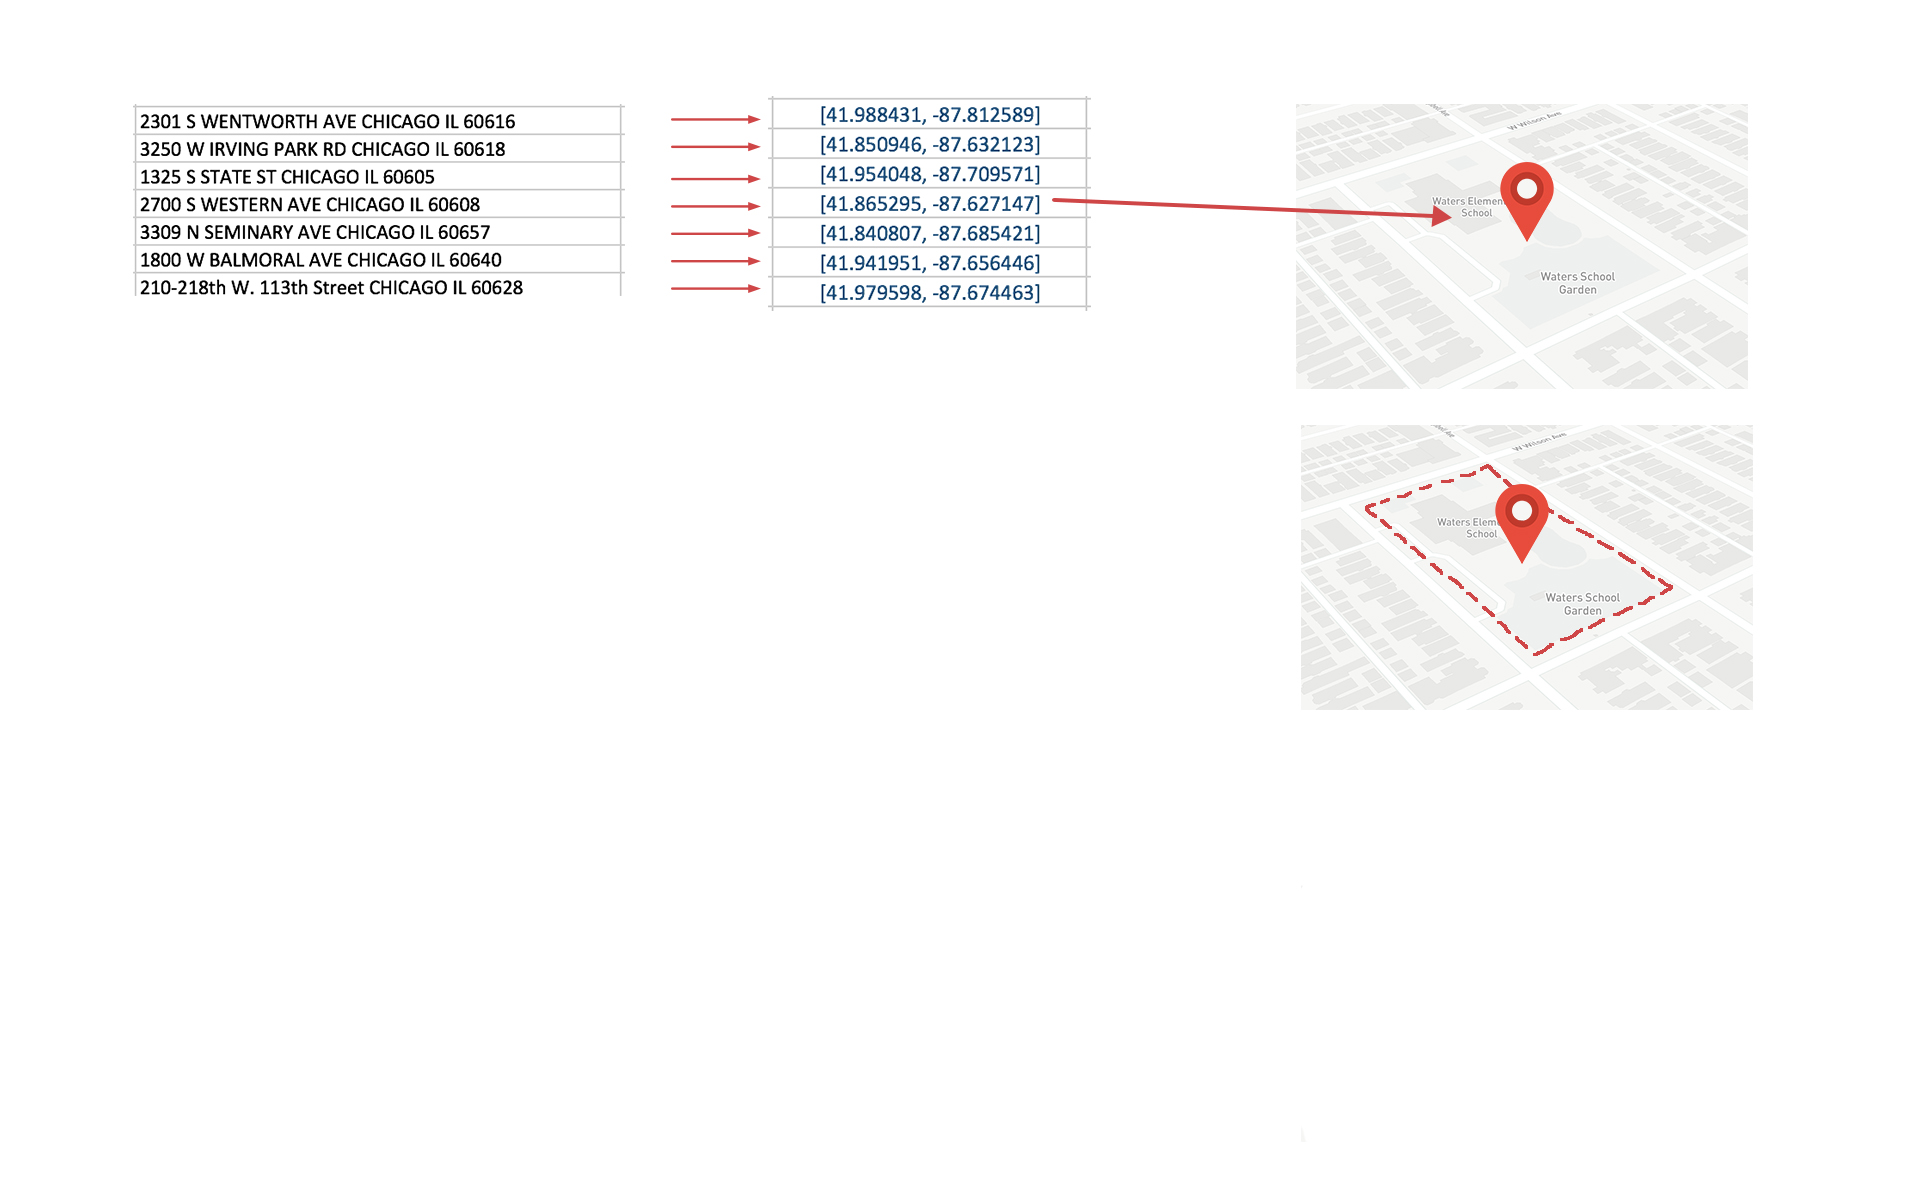 2301 S WENTWORTH AVE CHICAGO IL 60616
3250 W IRVING PARK RD CHICAGO IL 60618
1325 S STATE ST CHICAGO IL 60605
2700 S WESTERN AVE CHICAGO IL 60608
3309 N SEMINARY AVE CHICAGO IL 60657
1800 W BALMORAL AVE CHICAGO IL 60640
210-218th W. 113th Street CHICAGO IL 60628
[41.988431, -87.812589]
[41.850946, -87.632123]
[41.954048, -87.709571]
[41.865295, -87.627147]
[41.840807, -87.685421]
[41.941951, -87.656446]
[41.979598, -87.674463]
W Wilson Ave
Waters Elemen
School
Waters School
Garden
W Wilson Ave
Waters Eleme
School
Waters School
Garden